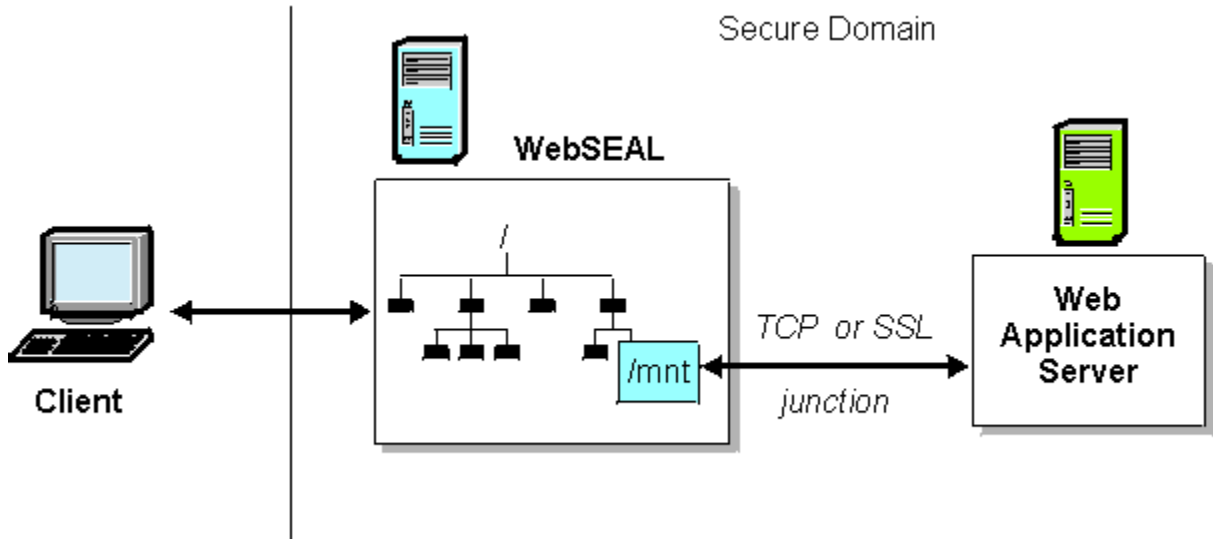 Secure Domain
WebSEAL
/
Client
/mnt
TCP or SSL
junction
Web
Application
Server